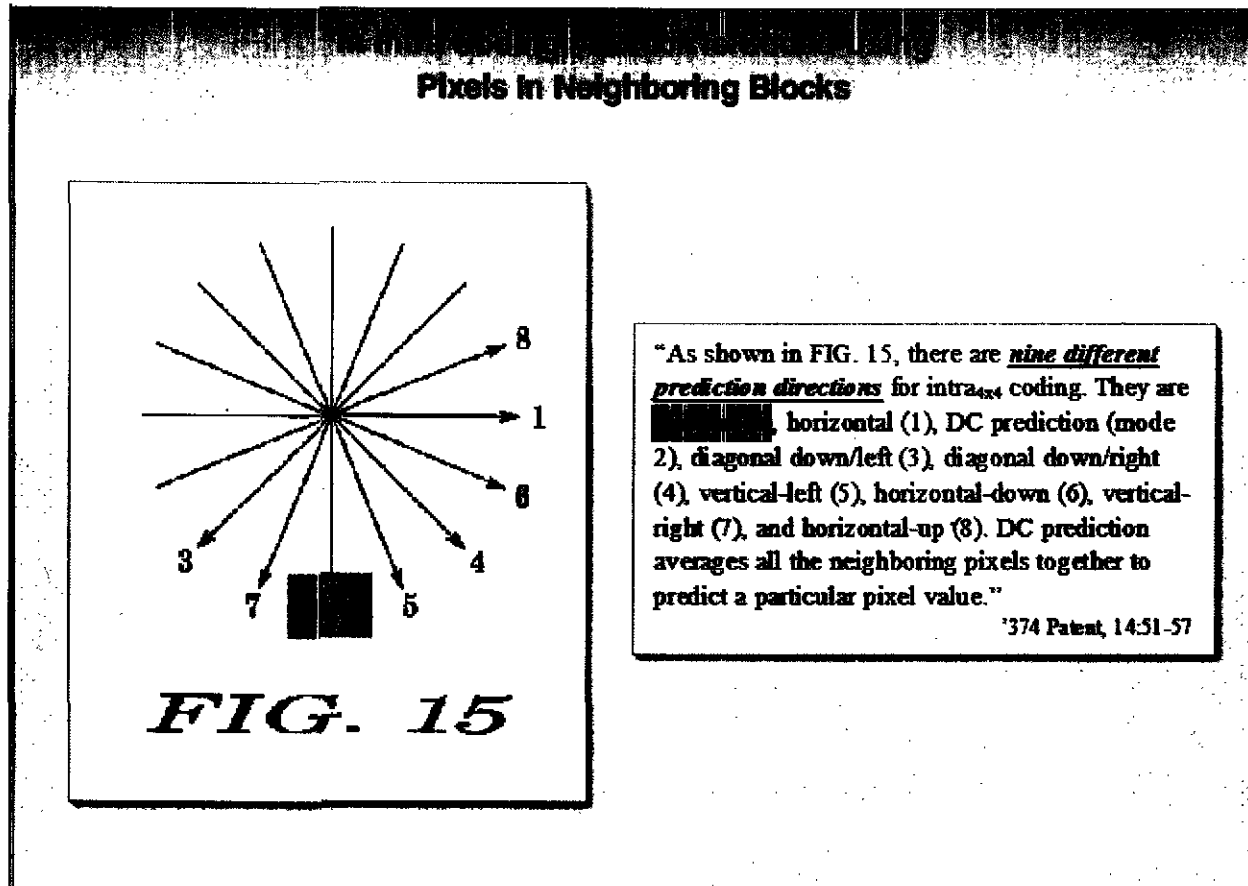 Pixels in Neighboring Blocks
8
1
6
4
5
7
3
FIG. 15
“As shown in FIG. 15, there are nine different
prediction directions for intra4x4 coding. They are
, horizontal (1), DC prediction (mode
2), diagonal down/left (3), diagonal down/right
(4), vertical-left (5), horizontal-down (6), vertical-
right (7), and horizontal-up (8). DC prediction
averages all the neighboring pixels together to
predict a particular pixel value.”
'374 Patent, 14:51-57